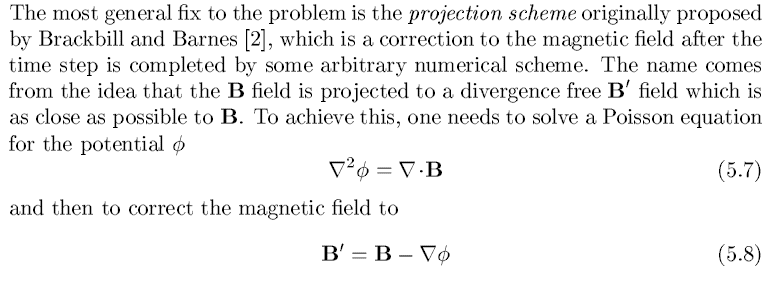 The most general fix to the problem is the projection scheme originally proposed
by Brackbill and Barnes [2], which is a correction to the magnetic field after the
time step is completed by some arbitrary numerical scheme. The name comes
from the idea that the B field is projected to a divergence free B′ field which is
as close as possible to B. To achieve this, one needs to solve a Poisson equation
for the potential ϕ
∇²ϕ = ∇·B (5.7)
and then to correct the magnetic field to
B′ = B − ∇ϕ (5.8)